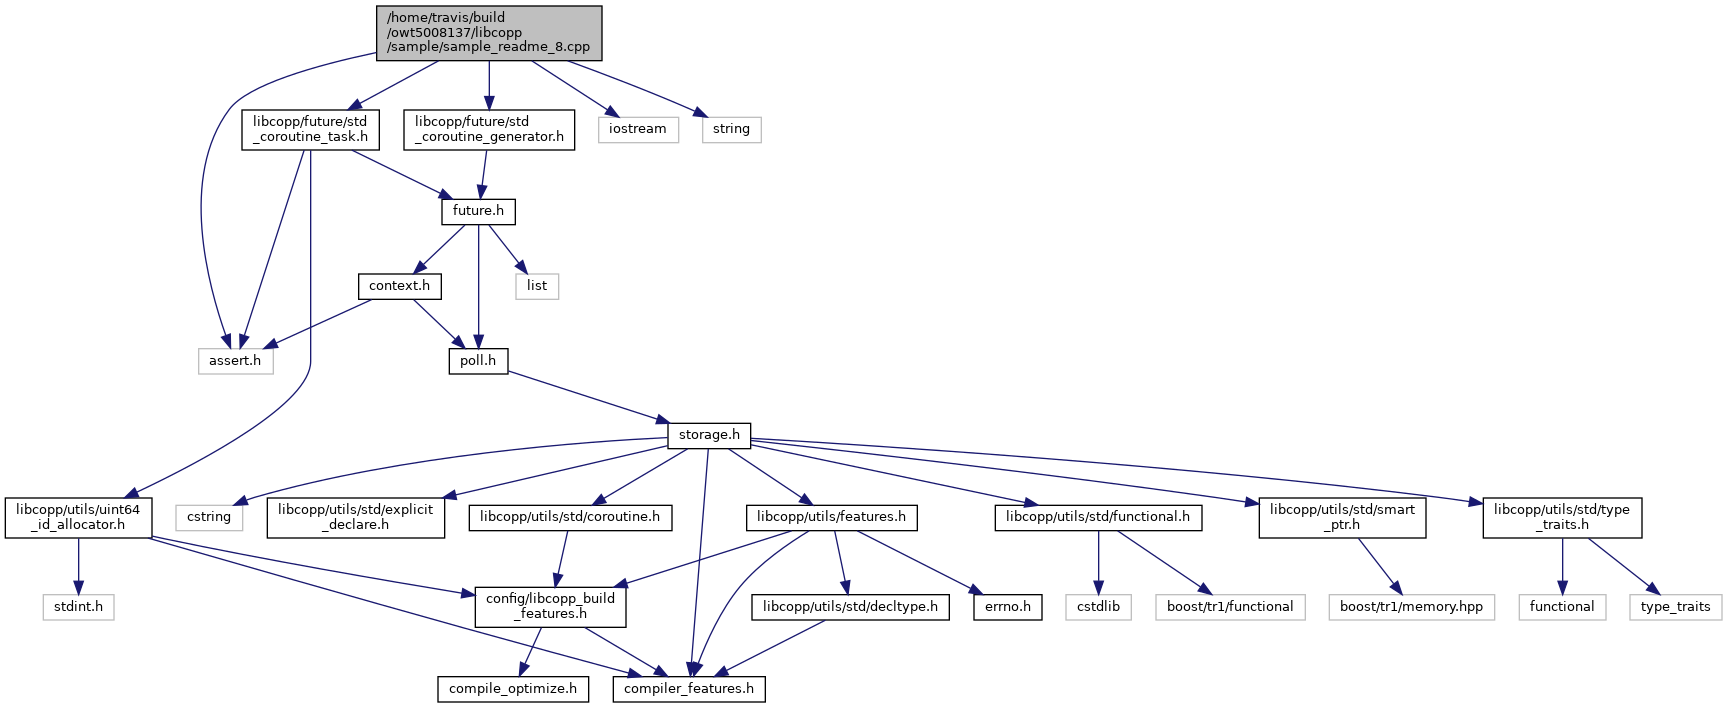 /home/travis/build
/owt5008137/libcopp
/sample/sample_readme_8.cpp
libcopp/future/std
_coroutine_task.h
libcopp/future/std
_coroutine_generator.h
iostream
string
future.h
context.h
list
assert.h
poll.h
storage.h
libcopp/utils/uint64
_id_allocator.h
cstring
libcopp/utils/std/explicit
_declare.h
libcopp/utils/std/coroutine.h
libcopp/utils/features.h
libcopp/utils/std/functional.h
libcopp/utils/std/smart
_ptr.h
libcopp/utils/std/type
_traits.h
stdint.h
config/libcopp_build
_features.h
libcopp/utils/std/decltype.h
errno.h
cstdlib
boost/tr1/functional
boost/tr1/memory.hpp
functional
type_traits
compile_optimize.h
compiler_features.h